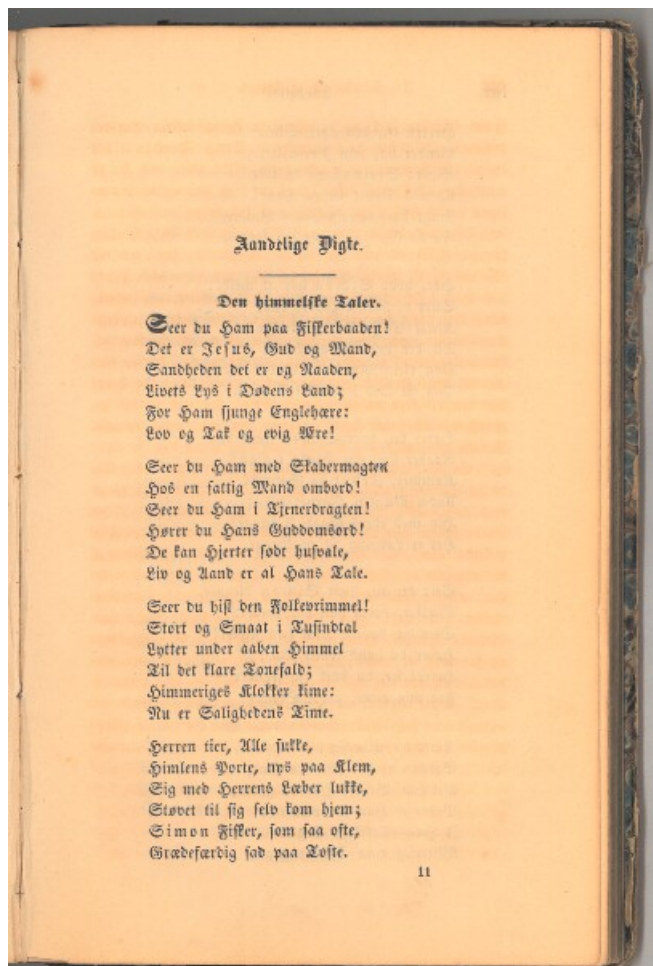 Aandelige Digte.
Den himmelske Taler.
Seer du Ham paa Fiskerbaaden!
Det er Jesus, Gud og Mand,
Sandheden det er og Naaden,
Livets Lys i Dødens Land;
For Ham sjunge Englehære:
Lov og Tak og evig Ære!
Seer du Ham med Skabermagten
Hos en fattig Mand ombord!
Seer du Ham i Tjenerdragten!
Hører du Hans Guddomsord!
De kan Hjerter sødt husvale,
Liv og Aand er al Hans Tale.
Seer du hist den Folkevrimmel!
Stort og Smaat i Tusindtal
Lytter under aaben Himmel
Til det klare Tonefald;
Himmeriges Klokker kime:
Nu er Salighedens Time.
Herren tier, Alle sukke,
Himlens Porte, nys paa Klem,
Sig med Herrens Læber lukke,
Støvet til sig selv kom hjem;
Simon Fisker, som saa ofte,
Grædefærdig sad paa Tofte.
11